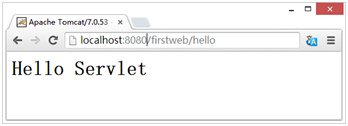 Apache Tomcat/7.0.53 -
localhost:8080/firstweb/hello
Hello Servlet